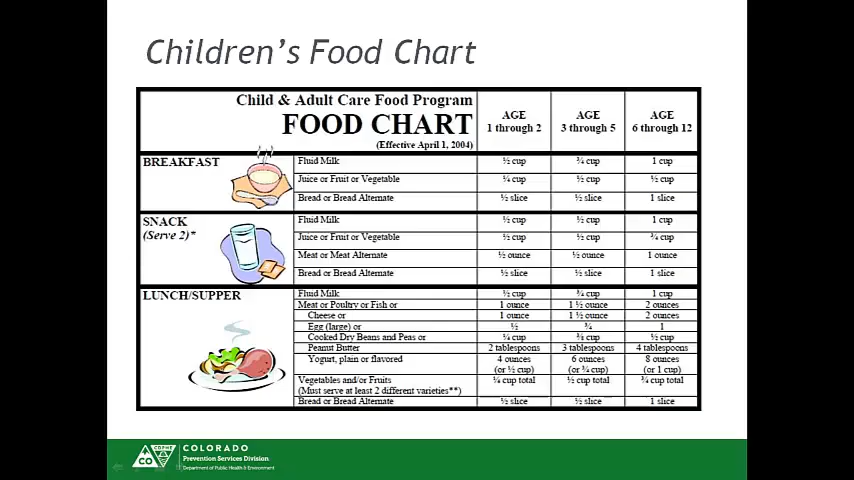 Children's Food Chart
Child & Adult Care Food Program
FOOD CHART
(Effective April 1, 2004)
AGE
1 through 2
AGE
3 through 5
AGE
6 through 12
BREAKFAST
Fluid Milk ½ cup ¾ cup 1 cup
Juice or Fruit or Vegetable ¼ cup ½ cup ½ cup
Bread or Bread Alternate ½ slice ½ slice 1 slice
SNACK
(Serve 2)*
Fluid Milk ½ cup ½ cup 1 cup
Juice or Fruit or Vegetable ½ cup ½ cup ¾ cup
Meat or Meat Alternate ½ ounce ½ ounce 1 ounce
Bread or Bread Alternate ½ slice ½ slice 1 slice
LUNCH/SUPPER
Fluid Milk ½ cup ¾ cup 1 cup
Meat or Poultry or Fish or 1 ounce 1 ½ ounce 2 ounces
Cheese or 1 ounce 1 ½ ounce 2 ounces
Egg (large) or ½ ¾ 1
Cooked Dry Beans and Peas or ¼ cup ⅜ cup ½ cup
Peanut Butter 2 tablespoons 3 tablespoons 4 tablespoons
Yogurt, plain or flavored 4 ounces 6 ounces 8 ounces
(or ½ cup) (or ¾ cup) (or 1 cup)
Vegetables and/or Fruits ¼ cup total ½ cup total ¾ cup total
(Must serve at least 2 different varieties**)
Bread or Bread Alternate ½ slice ½ slice 1 slice
CO
CDPHE
COLORADO
Prevention Services Division
Department of Public Health & Environment